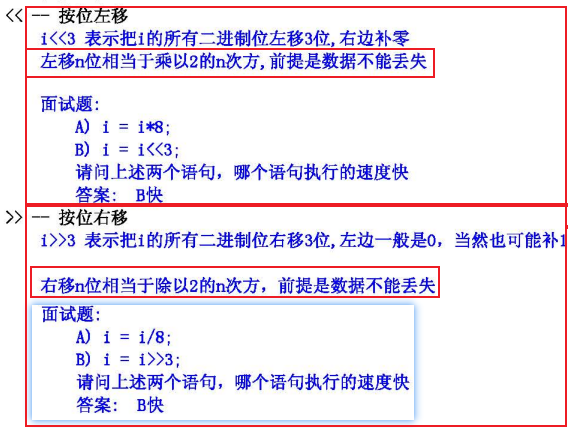 << -- 按位左移
i<<3 表示把i的所有二进制位左移3位,右边补零
左移n位相当于乘以2的n次方,前提是数据不能丢失
面试题:
A) i = i*8;
B) i = i<<3;
请问上述两个语句，哪个语句执行的速度快
答案: B快
>> -- 按位右移
i>>3 表示把i的所有二进制位右移3位,左边一般是0，当然也可能补1
右移n位相当于除以2的n次方，前提是数据不能丢失
面试题:
A) i = i/8;
B) i = i>>3;
请问上述两个语句，哪个语句执行的速度快
答案: B快